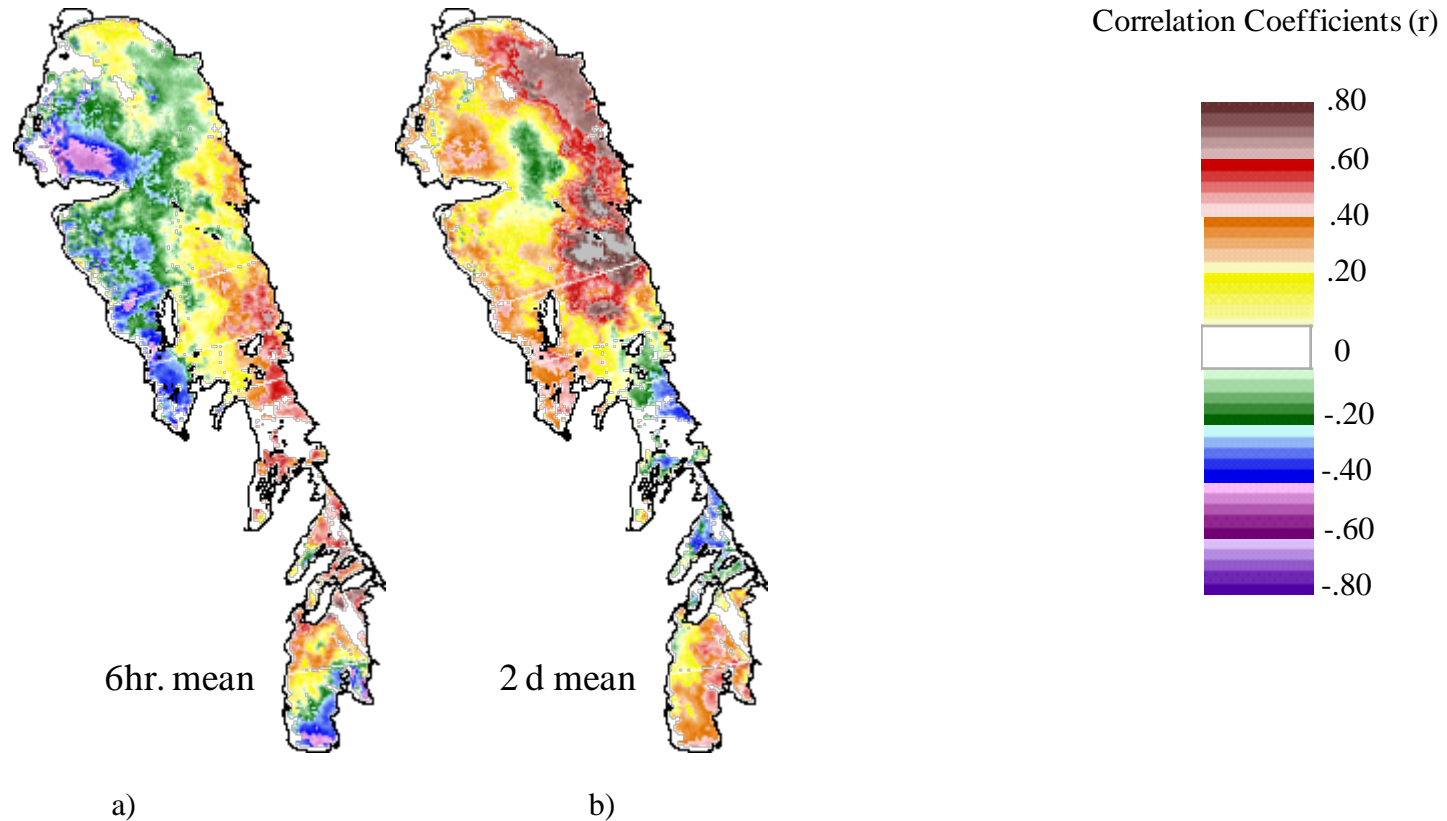 Correlation Coefficients (r)
.80
.60
.40
.20
0
-.20
-.40
-.60
-.80
6hr. mean
2 d mean
a)
b)